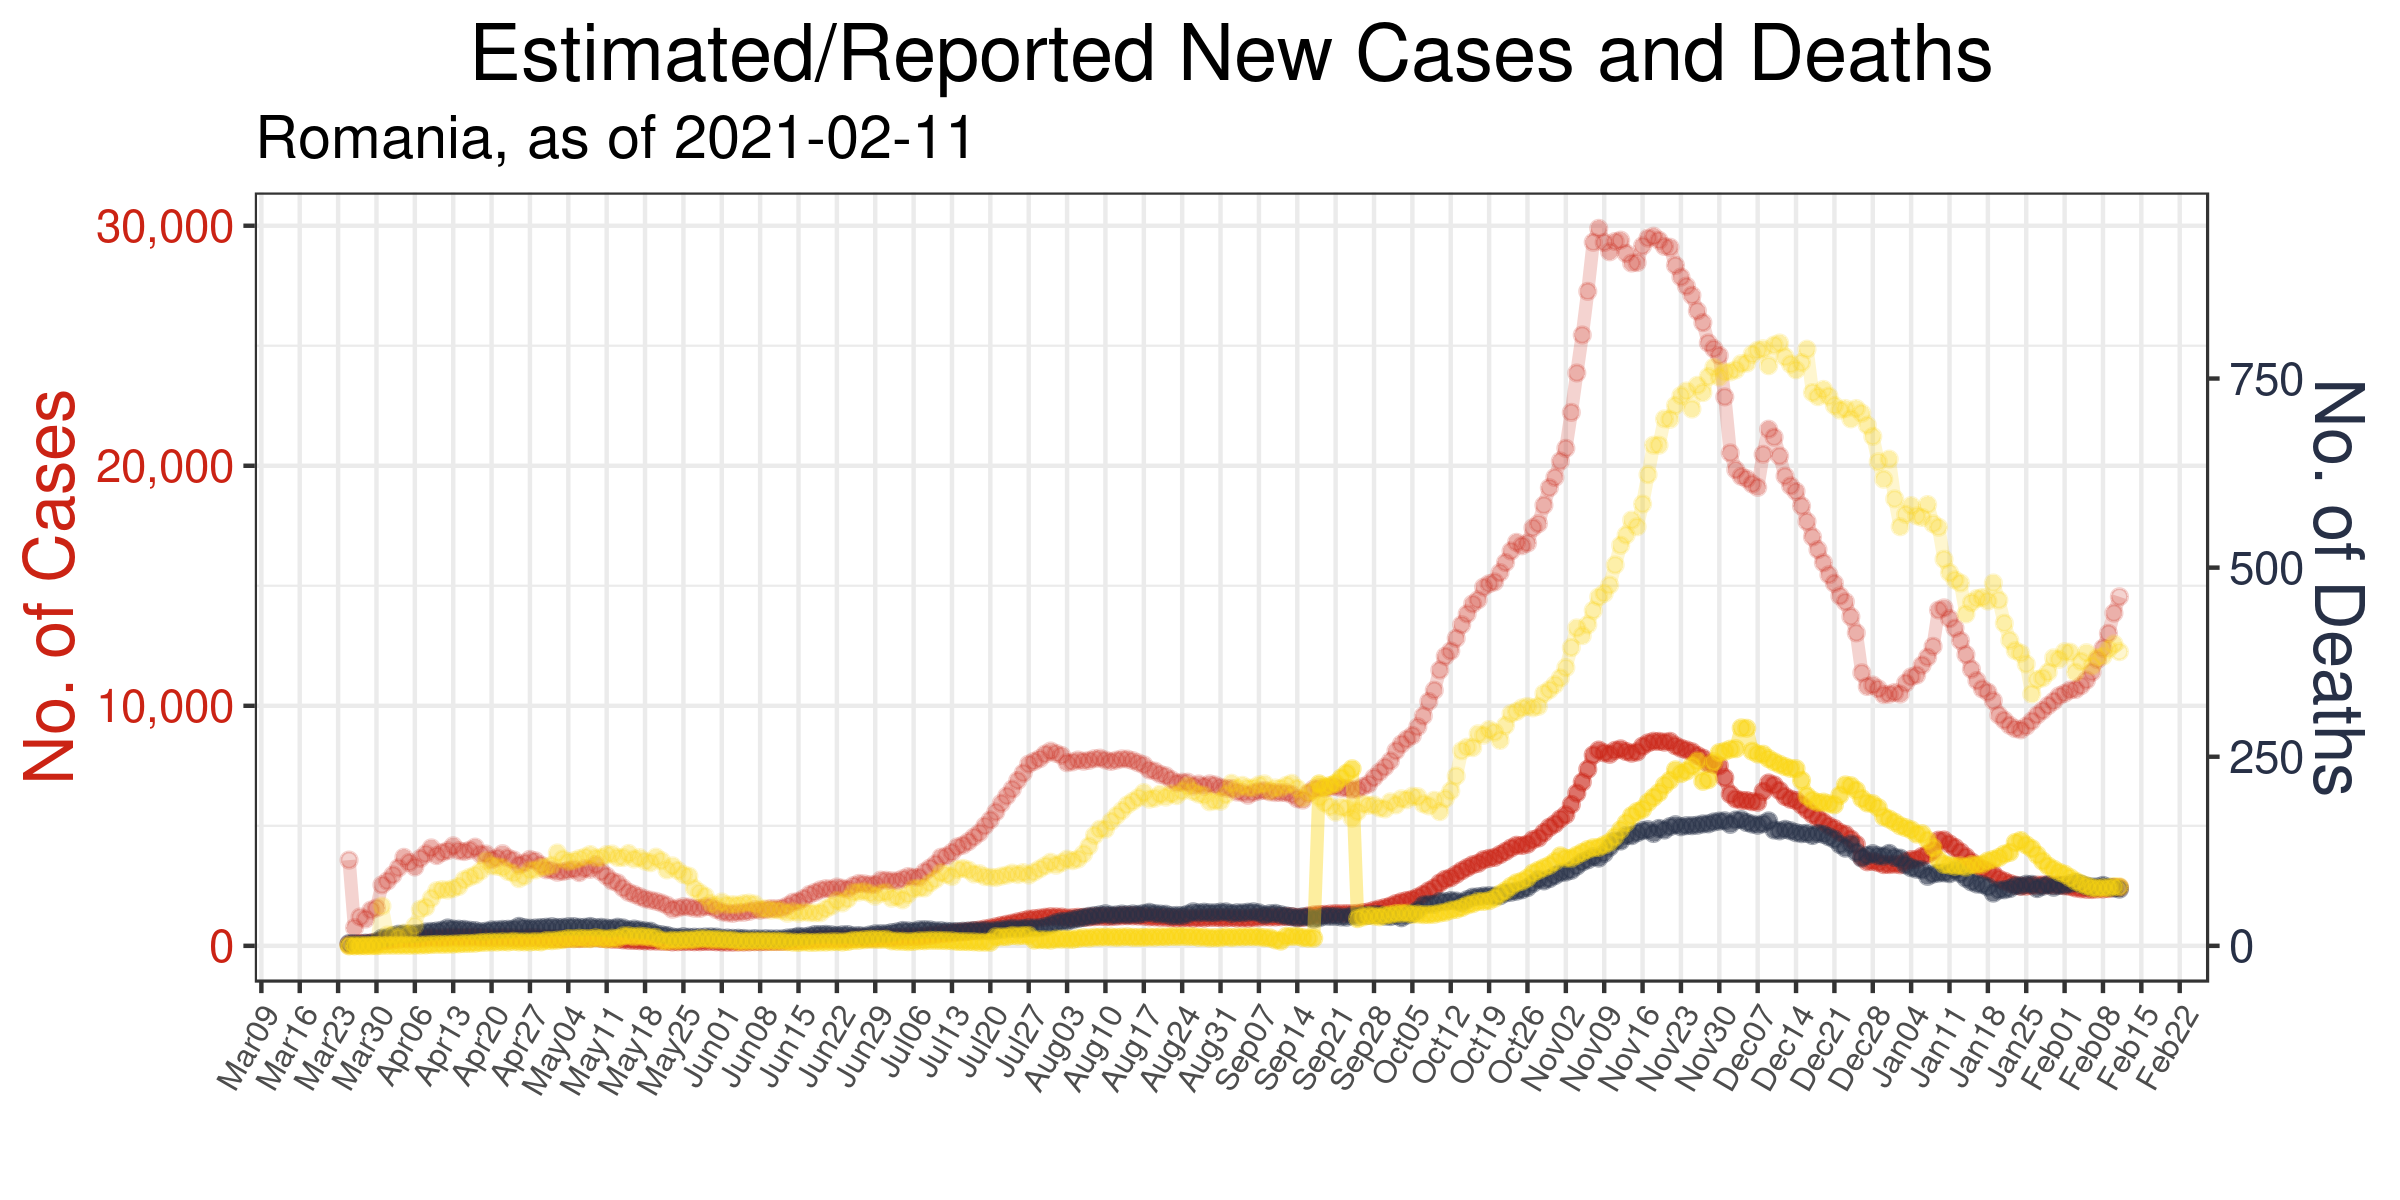 Estimated/Reported New Cases and Deaths
Romania, as of 2021-02-11
No. of Cases
30,000
20,000
10,000
0
750
500
250
0
No. of Deaths
Mar09 Mar16 Mar23 Mar30 Apr06 Apr13 Apr20 Apr27 May04 May11 May18 May25 Jun01 Jun08 Jun15 Jun22 Jun29 Jul06 Jul13 Jul20 Jul27 Aug03 Aug10 Aug17 Aug24 Aug31 Sep07 Sep14 Sep21 Sep28 Oct05 Oct12 Oct19 Oct26 Nov02 Nov09 Nov16 Nov23 Nov30 Dec07 Dec14 Dec21 Dec28 Jan04 Jan11 Jan18 Jan25 Feb01 Feb08 Feb15 Feb22